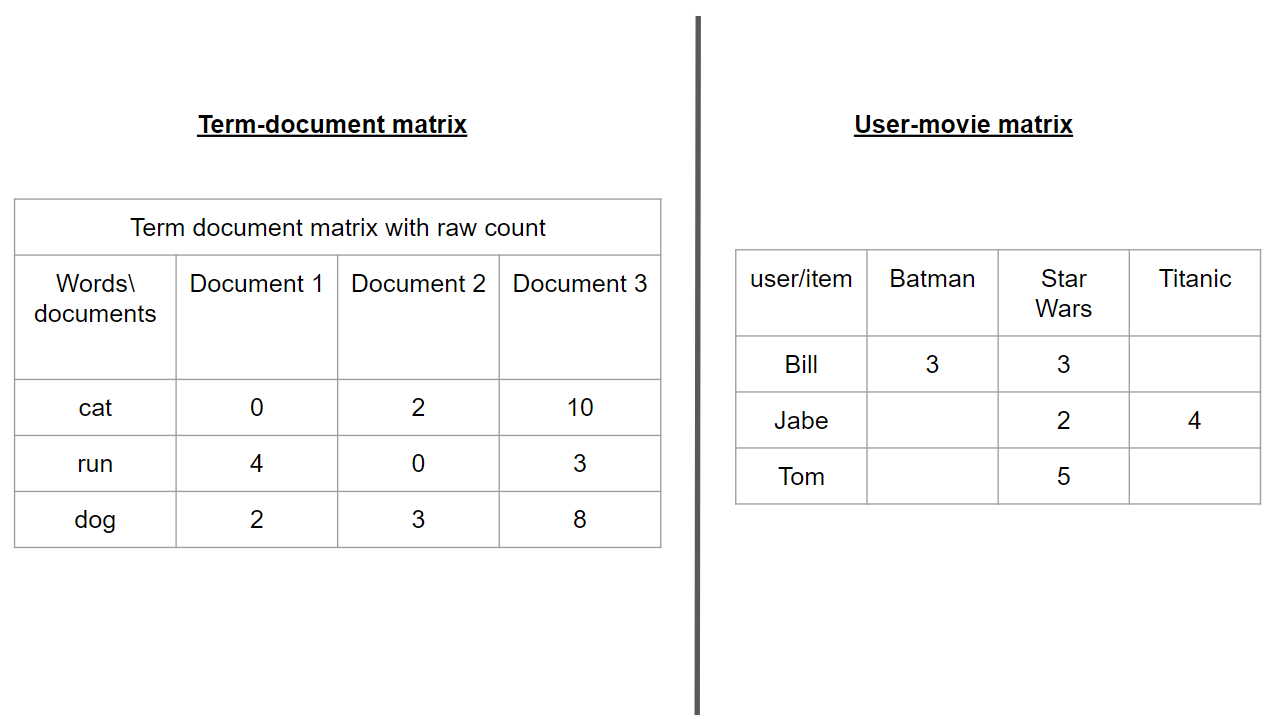 Term-document matrix
Term document matrix with raw count
Words\ documents Document 1 Document 2 Document 3
cat 0 2 10
run 4 0 3
dog 2 3 8
User-movie matrix
user/item Batman Star Wars Titanic
Bill 3 3
Jabe 2 4
Tom 5